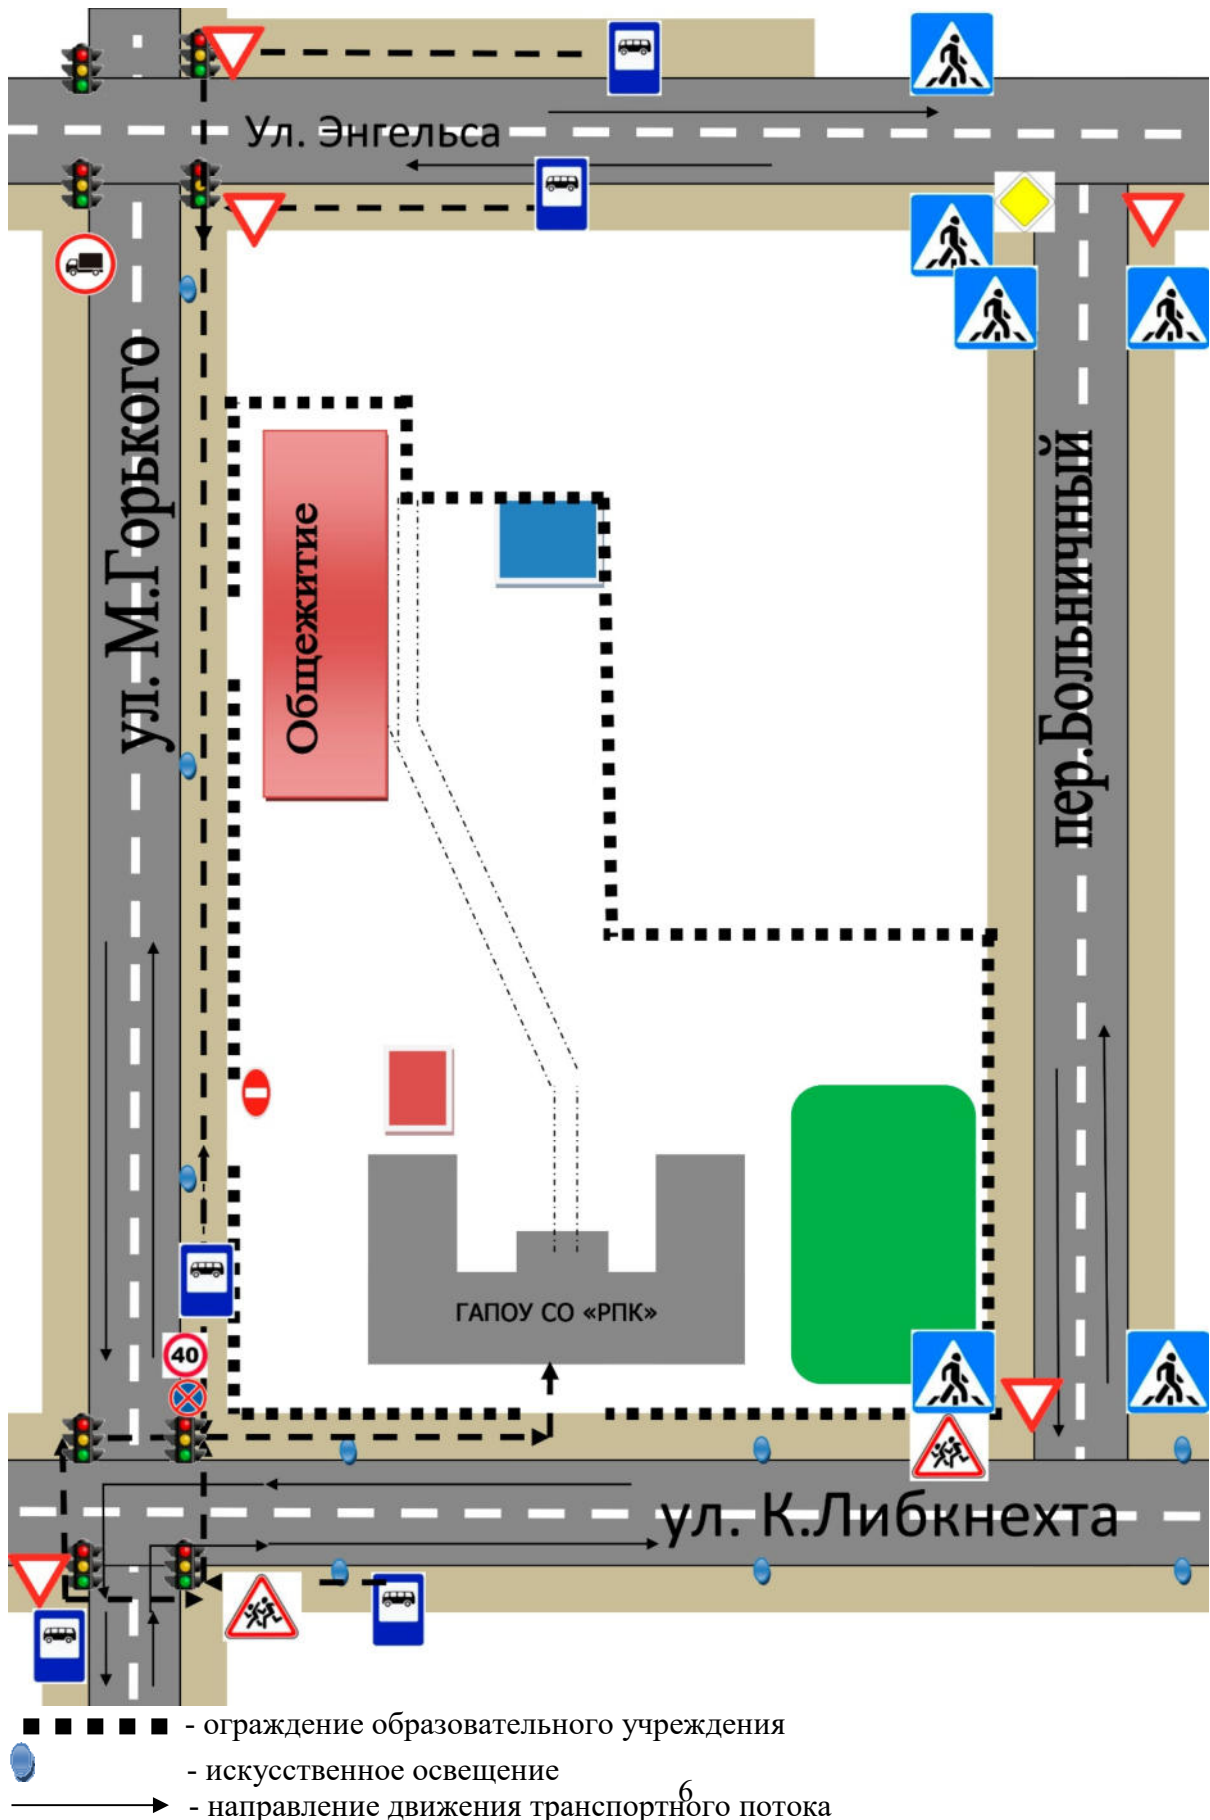 Ул. Энгельса
ул. М.Горького
Общежитие
пер.Больничный
ГАПОУ СО «РПК»
40
ул. К.Либкнехта
- ограждение образовательного учреждения
- искусственное освещение
6
- направление движения транспортного потока